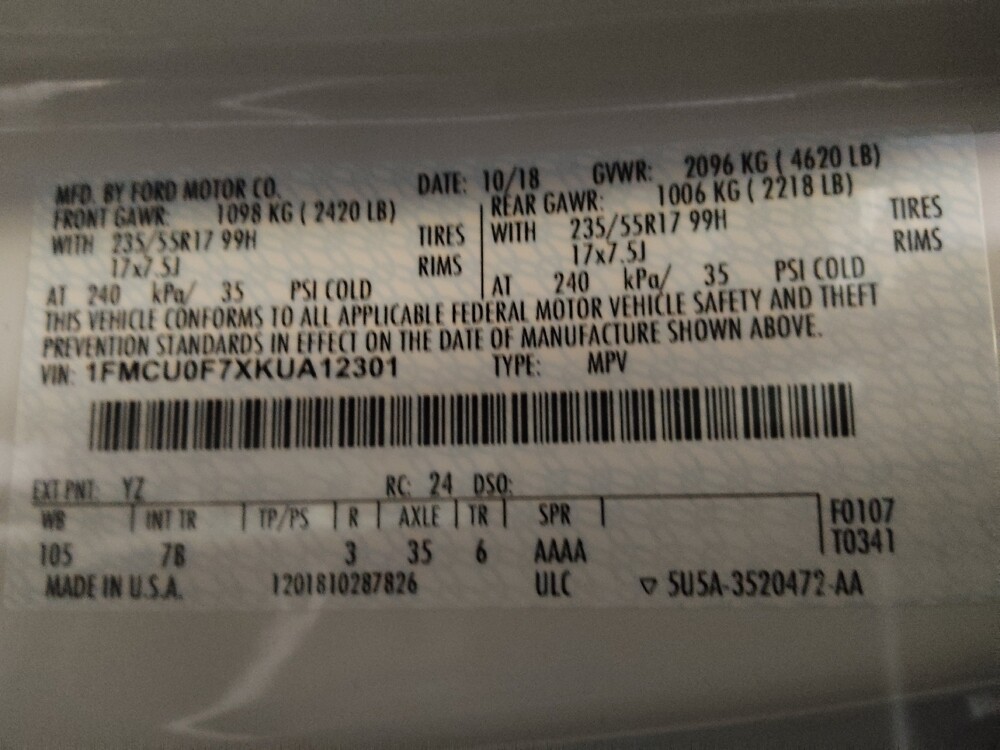 MFD. BY FORD MOTOR CO. DATE: 10/18 GVWR: 2096 KG ( 4620 LB)
FRONT GAWR: 1098 KG ( 2420 LB) REAR GAWR: 1006 KG ( 2218 LB)
WITH 235/55R17 99H TIRES WITH 235/55R17 99H TIRES
17x7.5J RIMS 17x7.5J RIMS
AT 240 kPa/ 35 PSI COLD AT 240 kPa/ 35 PSI COLD
THIS VEHICLE CONFORMS TO ALL APPLICABLE FEDERAL MOTOR VEHICLE SAFETY AND THEFT
PREVENTION STANDARDS IN EFFECT ON THE DATE OF MANUFACTURE SHOWN ABOVE.
VIN: 1FMCU0F7XKUA12301 TYPE: MPV
EXT PNT: YZ RC: 24 DSO:
WB INT TR TP/PS R AXLE TR SPR F0107
105 7B 3 35 6 AAAA T0341
MADE IN U.S.A. 1201810287826 ULC ▽ 5U5A-3520472-AA